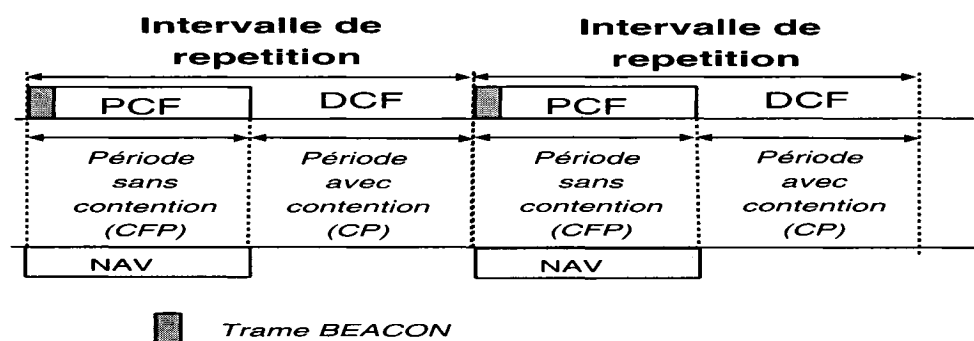 Intervalle de
repetition
Intervalle de
repetition
PCF
DCF
PCF
DCF
Période
sans
contention
(CFP)
Période
avec
contention
(CP)
Période
sans
contention
(CFP)
Période
avec
contention
(CP)
NAV
NAV
Trame BEACON